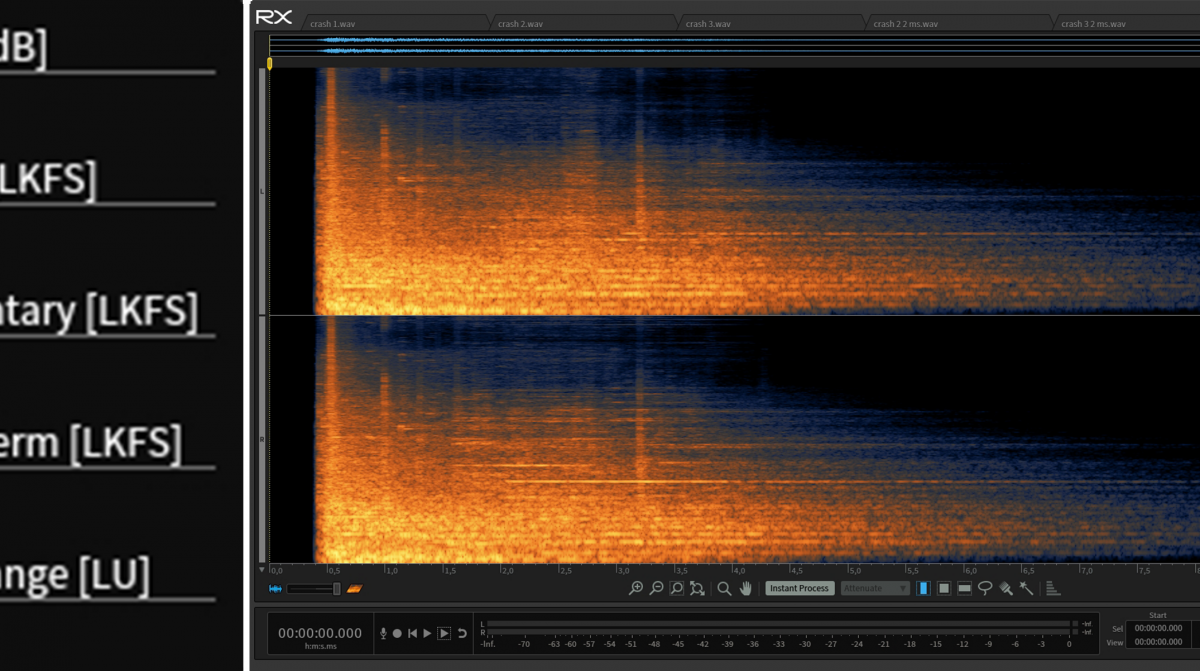 dB]
LKFS]
ntary [LKFS]
erm [LKFS]
ange [LU]
RX
crash 1.wav crash 2.wav crash 3.wav crash 2 2 ms.wav crash 3 2 ms.wav
L
R
0,0 0,5 1,0 1,5 2,0 2,5 3,0 3,5 4,0 4,5 5,0 5,5 6,0 6,5 7,0 7,5
Instant Process Attenuate
00:00:00.000
h:m:s.ms
L
R
-Inf. -70 -63 -60 -57 -54 -51 -48 -45 -42 -39 -36 -33 -30 -27 -24 -21 -18 -15 -12 -9 -6 -3 0
-Inf
-Inf
Start
Sel 00:00:00.000
View 00:00:00.000